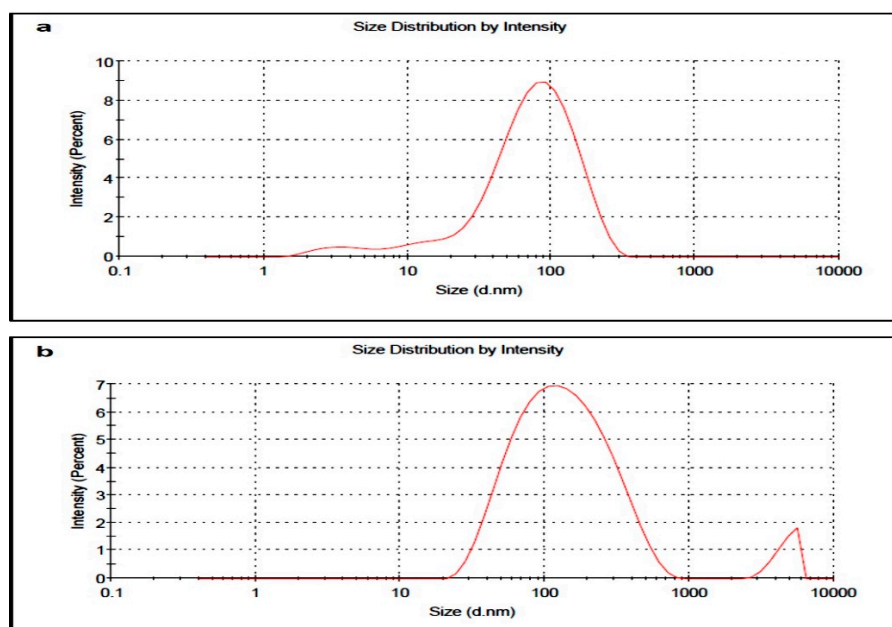 a
Size Distribution by Intensity
Intensity (Percent)
10
8
6
4
2
0
0.1 1 10 100 1000 10000
Size (d.nm)
b
Size Distribution by Intensity
Intensity (Percent)
7
6
5
4
3
2
1
0
0.1 1 10 100 1000 10000
Size (d.nm)